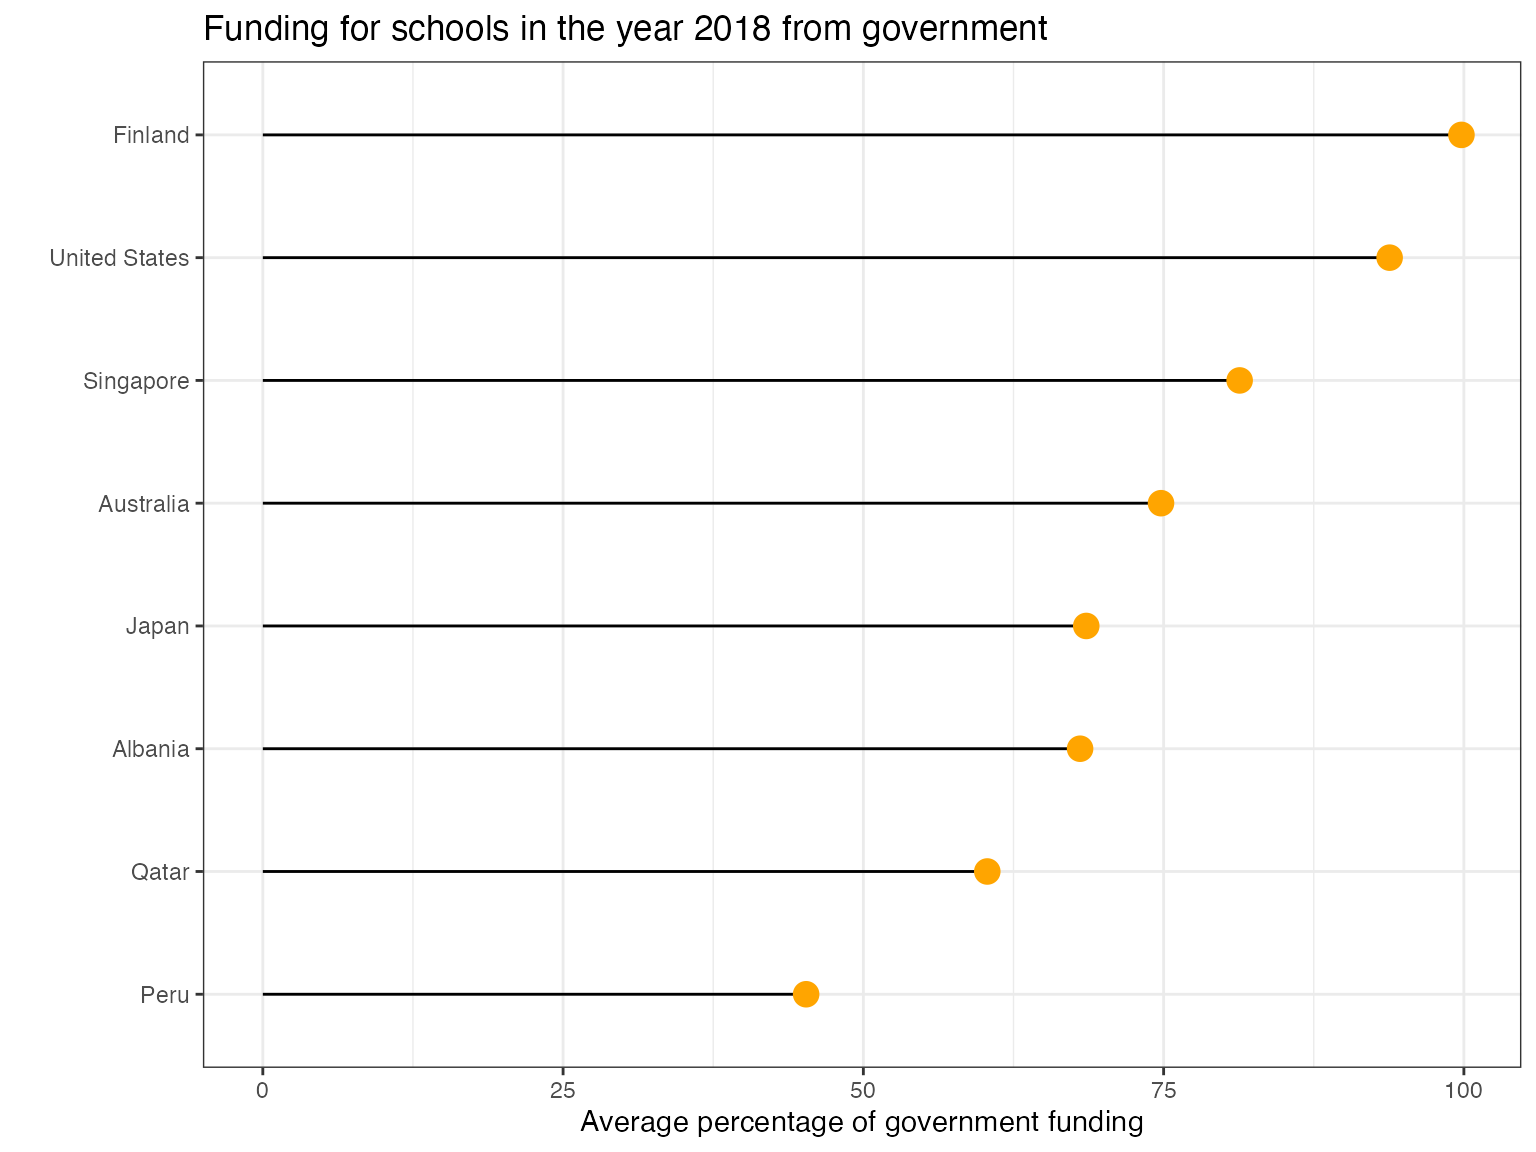 Funding for schools in the year 2018 from government
Finland
United States
Singapore
Australia
Japan
Albania
Qatar
Peru
0 25 50 75 100
Average percentage of government funding